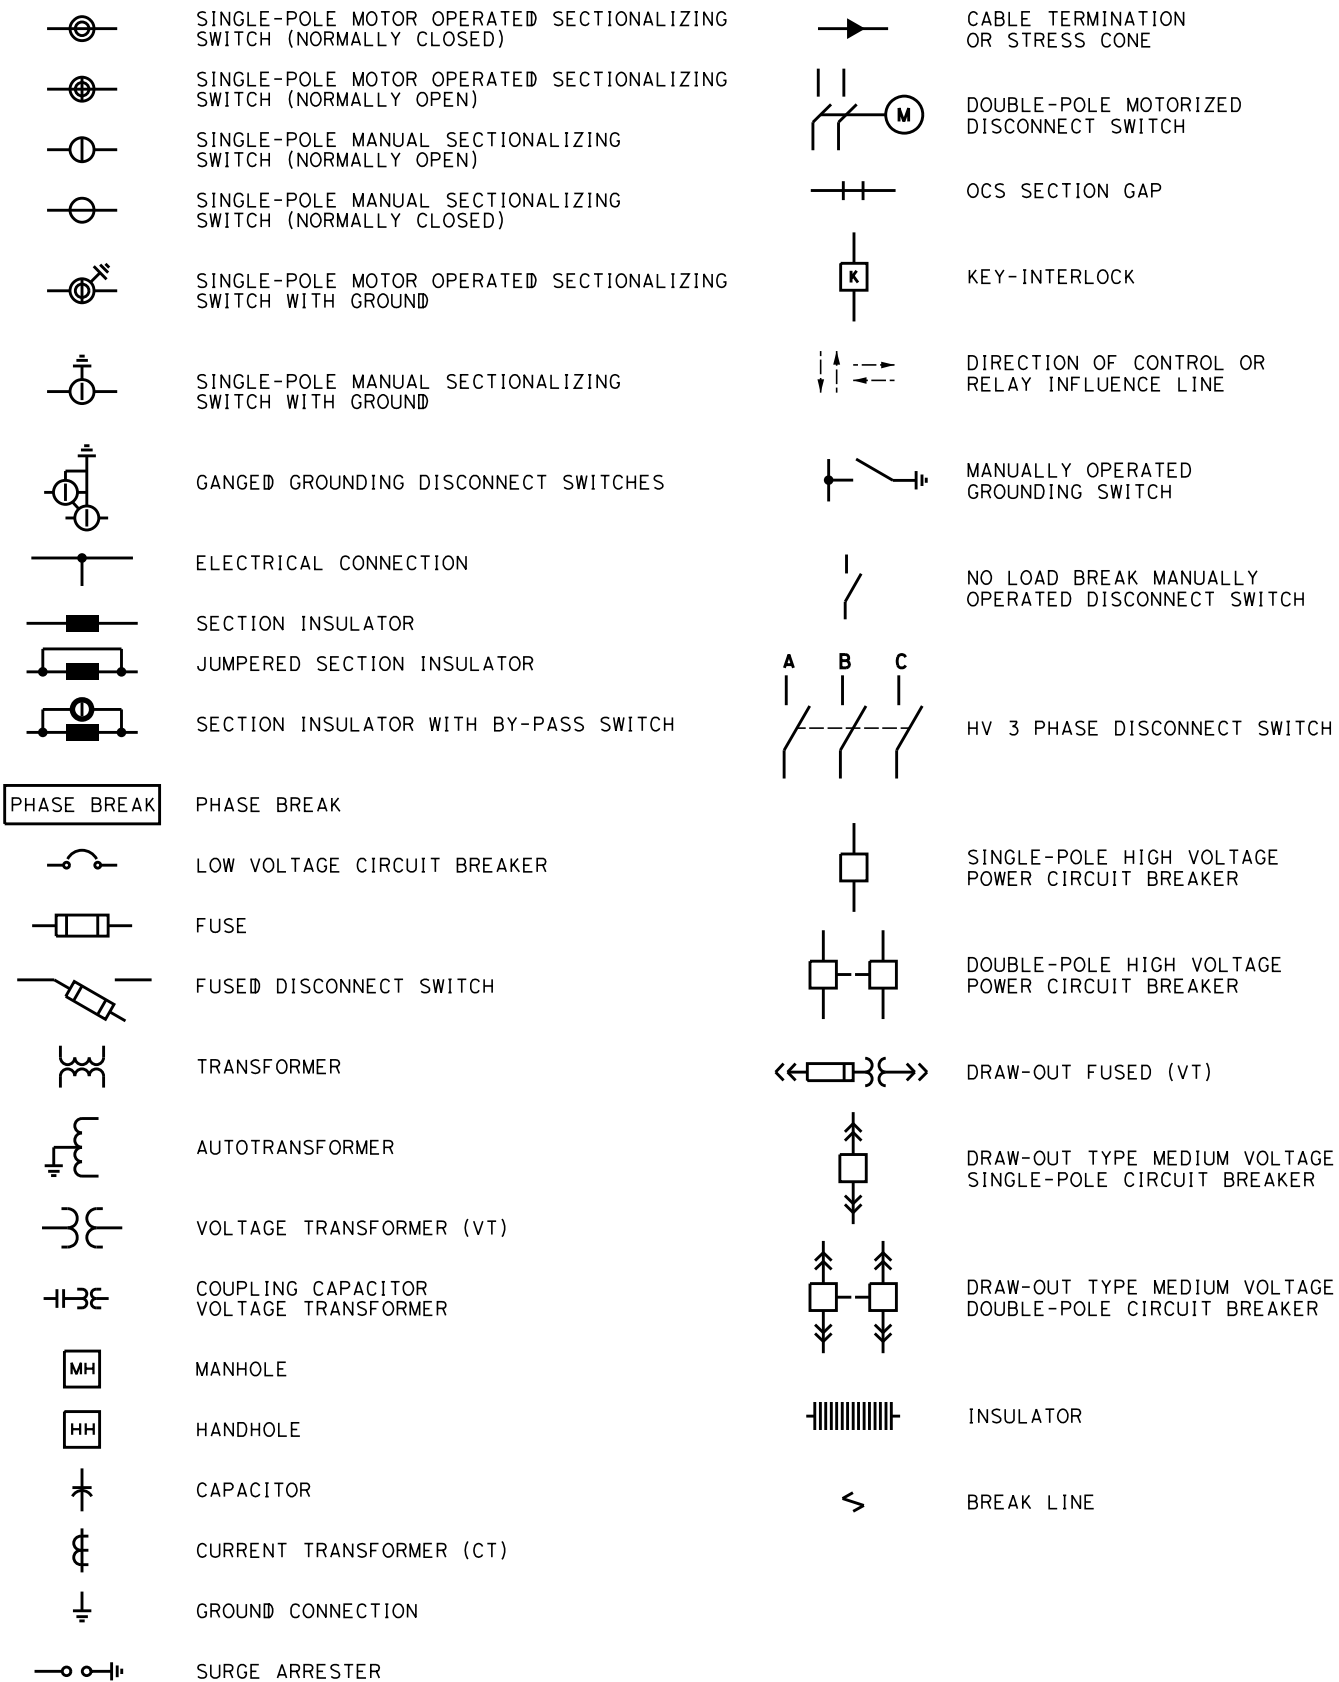 SINGLE-POLE MOTOR OPERATED SECTIONALIZING
SWITCH (NORMALLY CLOSED)
SINGLE-POLE MOTOR OPERATED SECTIONALIZING
SWITCH (NORMALLY OPEN)
SINGLE-POLE MANUAL SECTIONALIZING
SWITCH (NORMALLY OPEN)
SINGLE-POLE MANUAL SECTIONALIZING
SWITCH (NORMALLY CLOSED)
SINGLE-POLE MOTOR OPERATED SECTIONALIZING
SWITCH WITH GROUND
SINGLE-POLE MANUAL SECTIONALIZING
SWITCH WITH GROUND
GANGED GROUNDING DISCONNECT SWITCHES
ELECTRICAL CONNECTION
SECTION INSULATOR
JUMPERED SECTION INSULATOR
SECTION INSULATOR WITH BY-PASS SWITCH
PHASE BREAK
PHASE BREAK
LOW VOLTAGE CIRCUIT BREAKER
FUSE
FUSED DISCONNECT SWITCH
TRANSFORMER
AUTOTRANSFORMER
VOLTAGE TRANSFORMER (VT)
COUPLING CAPACITOR
VOLTAGE TRANSFORMER
MH
MANHOLE
HH
HANDHOLE
CAPACITOR
CURRENT TRANSFORMER (CT)
GROUND CONNECTION
SURGE ARRESTER
CABLE TERMINATION
OR STRESS CONE
M
DOUBLE-POLE MOTORIZED
DISCONNECT SWITCH
OCS SECTION GAP
K
KEY-INTERLOCK
DIRECTION OF CONTROL OR
RELAY INFLUENCE LINE
MANUALLY OPERATED
GROUNDING SWITCH
NO LOAD BREAK MANUALLY
OPERATED DISCONNECT SWITCH
A B C
HV 3 PHASE DISCONNECT SWITCH
SINGLE-POLE HIGH VOLTAGE
POWER CIRCUIT BREAKER
DOUBLE-POLE HIGH VOLTAGE
POWER CIRCUIT BREAKER
DRAW-OUT FUSED (VT)
DRAW-OUT TYPE MEDIUM VOLTAGE
SINGLE-POLE CIRCUIT BREAKER
DRAW-OUT TYPE MEDIUM VOLTAGE
DOUBLE-POLE CIRCUIT BREAKER
INSULATOR
BREAK LINE